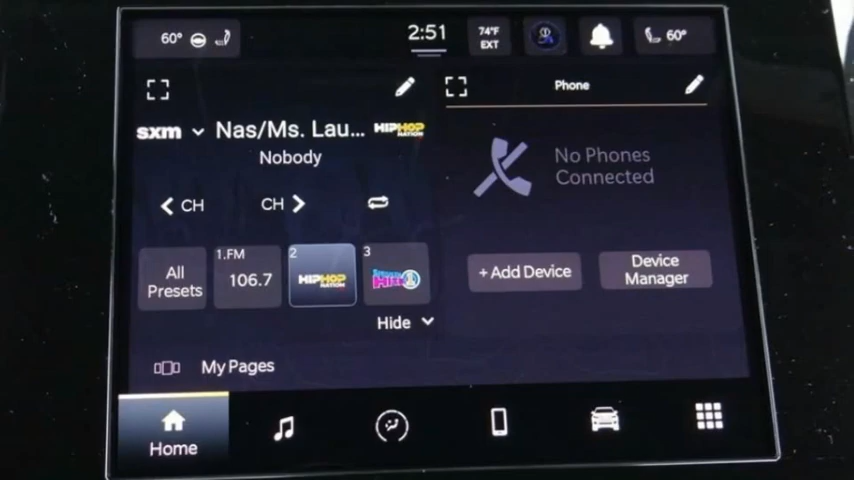 60°
2:51
74°F
EXT
60°
Phone
sxm
Nas/Ms. Lau...
HIPHOP
NATION
Nobody
No Phones
Connected
CH
CH
All
Presets
1.FM
106.7
2
HIPHOP
NATION
3
+ Add Device
Device
Manager
Hide
My Pages
Home